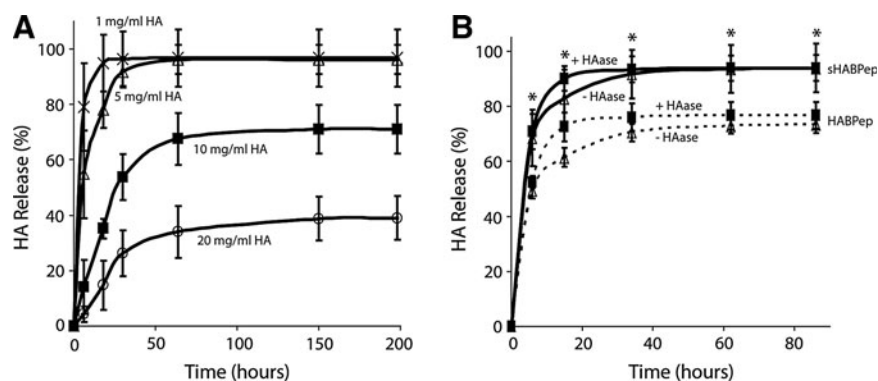 A
1 mg/ml HA
5 mg/ml HA
10 mg/ml HA
20 mg/ml HA
HA Release (%)
100
80
60
40
20
0
0 50 100 150 200
Time (hours)
B
* * * * *
+ HAase
- HAase
sHABPep
+ HAase
- HAase
HABPep
HA Release (%)
100
80
60
40
20
0
0 20 40 60 80
Time (hours)